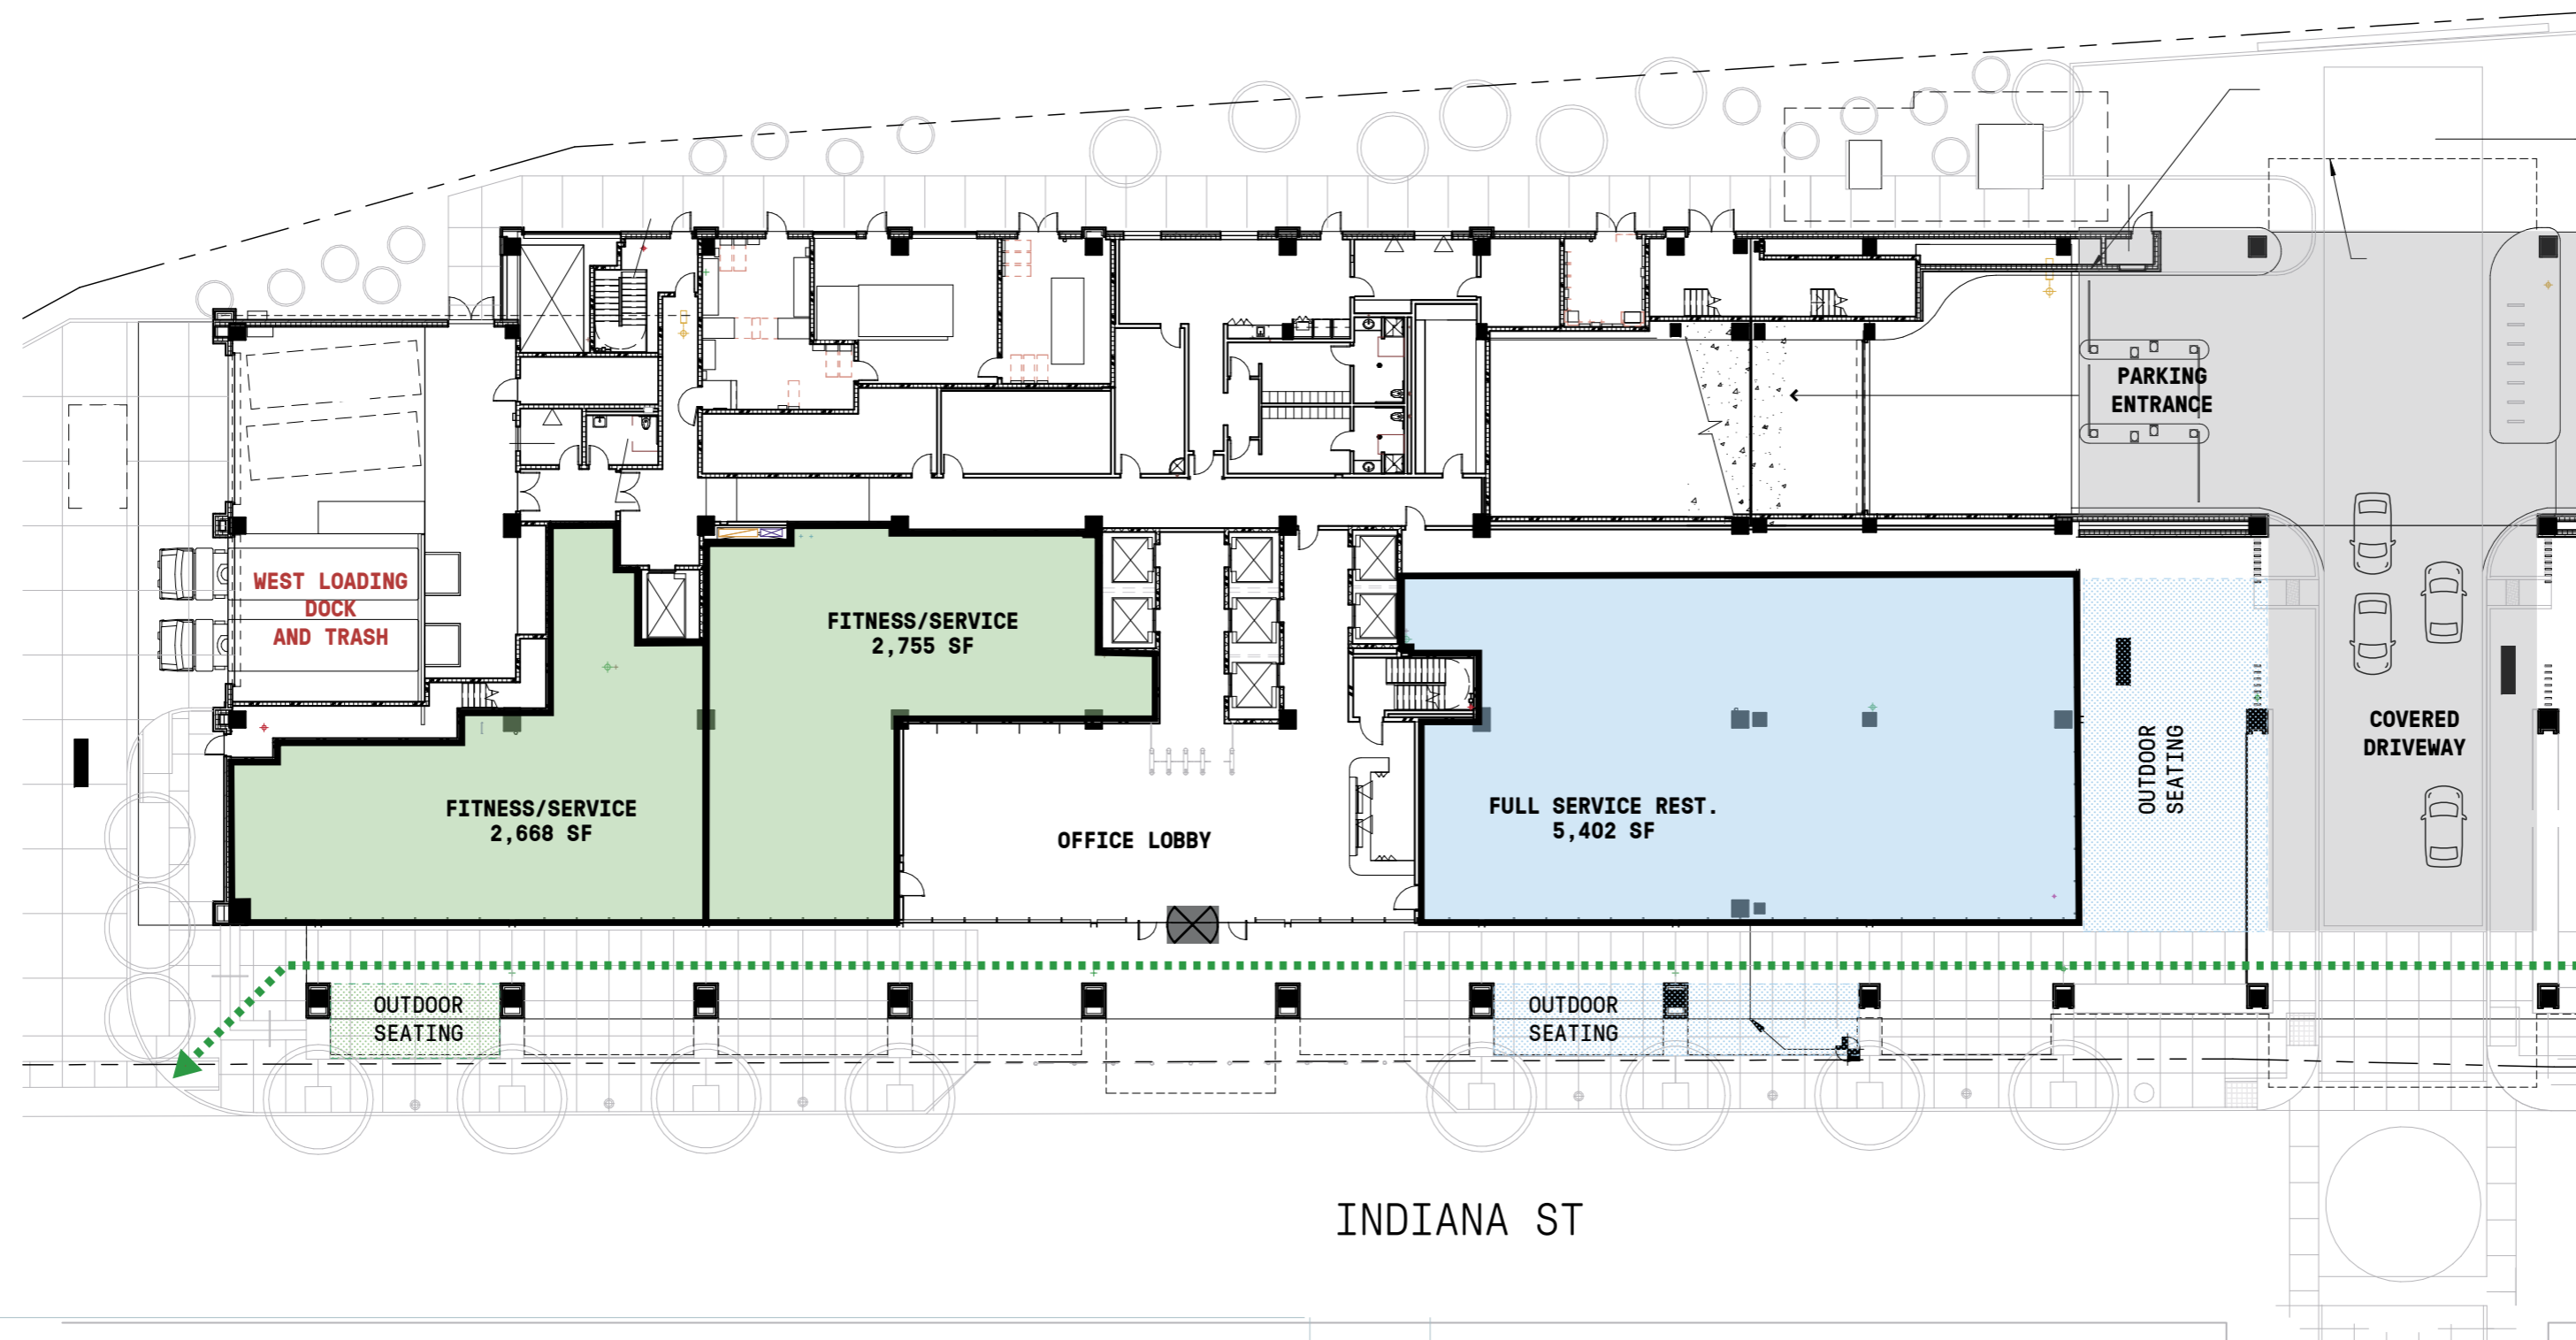 PARKING
ENTRANCE
WEST LOADING
DOCK
AND TRASH
FITNESS/SERVICE
2,755 SF
COVERED
DRIVEWAY
OUTDOOR
SEATING
FITNESS/SERVICE
2,668 SF
FULL SERVICE REST.
5,402 SF
OFFICE LOBBY
OUTDOOR
SEATING
OUTDOOR
SEATING
INDIANA ST